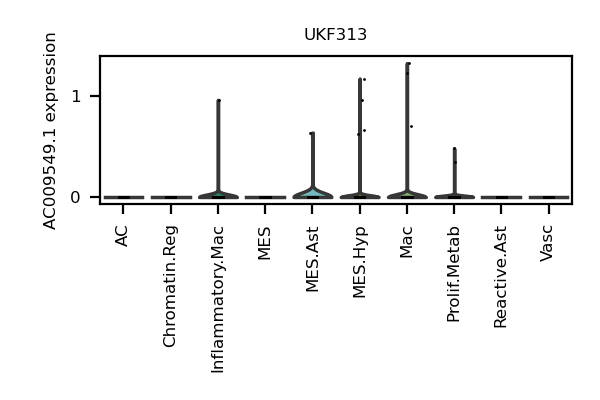 UKF313
AC009549.1 expression
1
0
AC
Chromatin.Reg
Inflammatory.Mac
MES
MES.Ast
MES.Hyp
Mac
Prolif.Metab
Reactive.Ast
Vasc